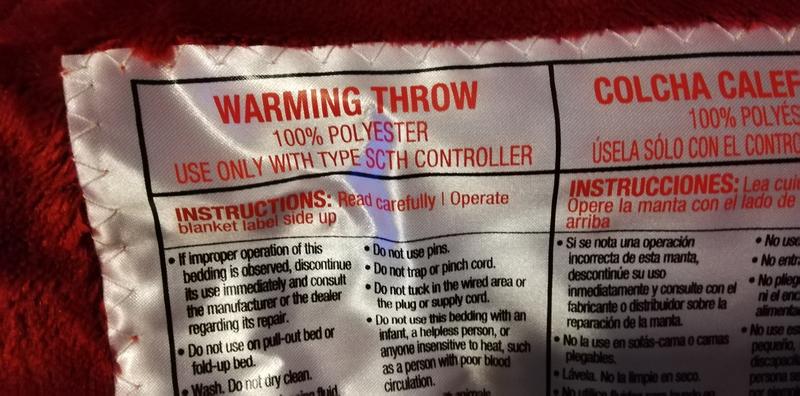 WARMING THROW
100% POLYESTER
USE ONLY WITH TYPE SCTH CONTROLLER
INSTRUCTIONS: Read carefully | Operate
blanket label side up
• If improper operation of this
bedding is observed, discontinue
its use immediately and consult
the manufacturer or the dealer
regarding its repair.
• Do not use on pull-out bed or
fold-up bed.
• Wash. Do not dry clean.
fluid
• Do not use pins.
• Do not trap or pinch cord.
• Do not tuck in the wired area or
the plug or supply cord.
• Do not use this bedding with an
infant, a helpless person, or
anyone insensitive to heat, such
as a person with poor blood
circulation.
COLCHA CALEF
100% POLYÉS
ÚSELA SÓLO CON EL CONTRO
INSTRUCCIONES: Lea cui
Opere la manta con el lado de
arriba
• Si se nota una operación
incorrecta de esta manta,
descontinúe su uso
inmediatamente y consulte con el
fabricante o distribuidor sobre la
reparación de la manta.
• No la use en sofás-cama o camas
plegables.
• Lávela. No la limpie en seco.
• No use
• No entr
• No plieg
ni el enc
aliment
• No use es
pequeño,
discapaci
persona se